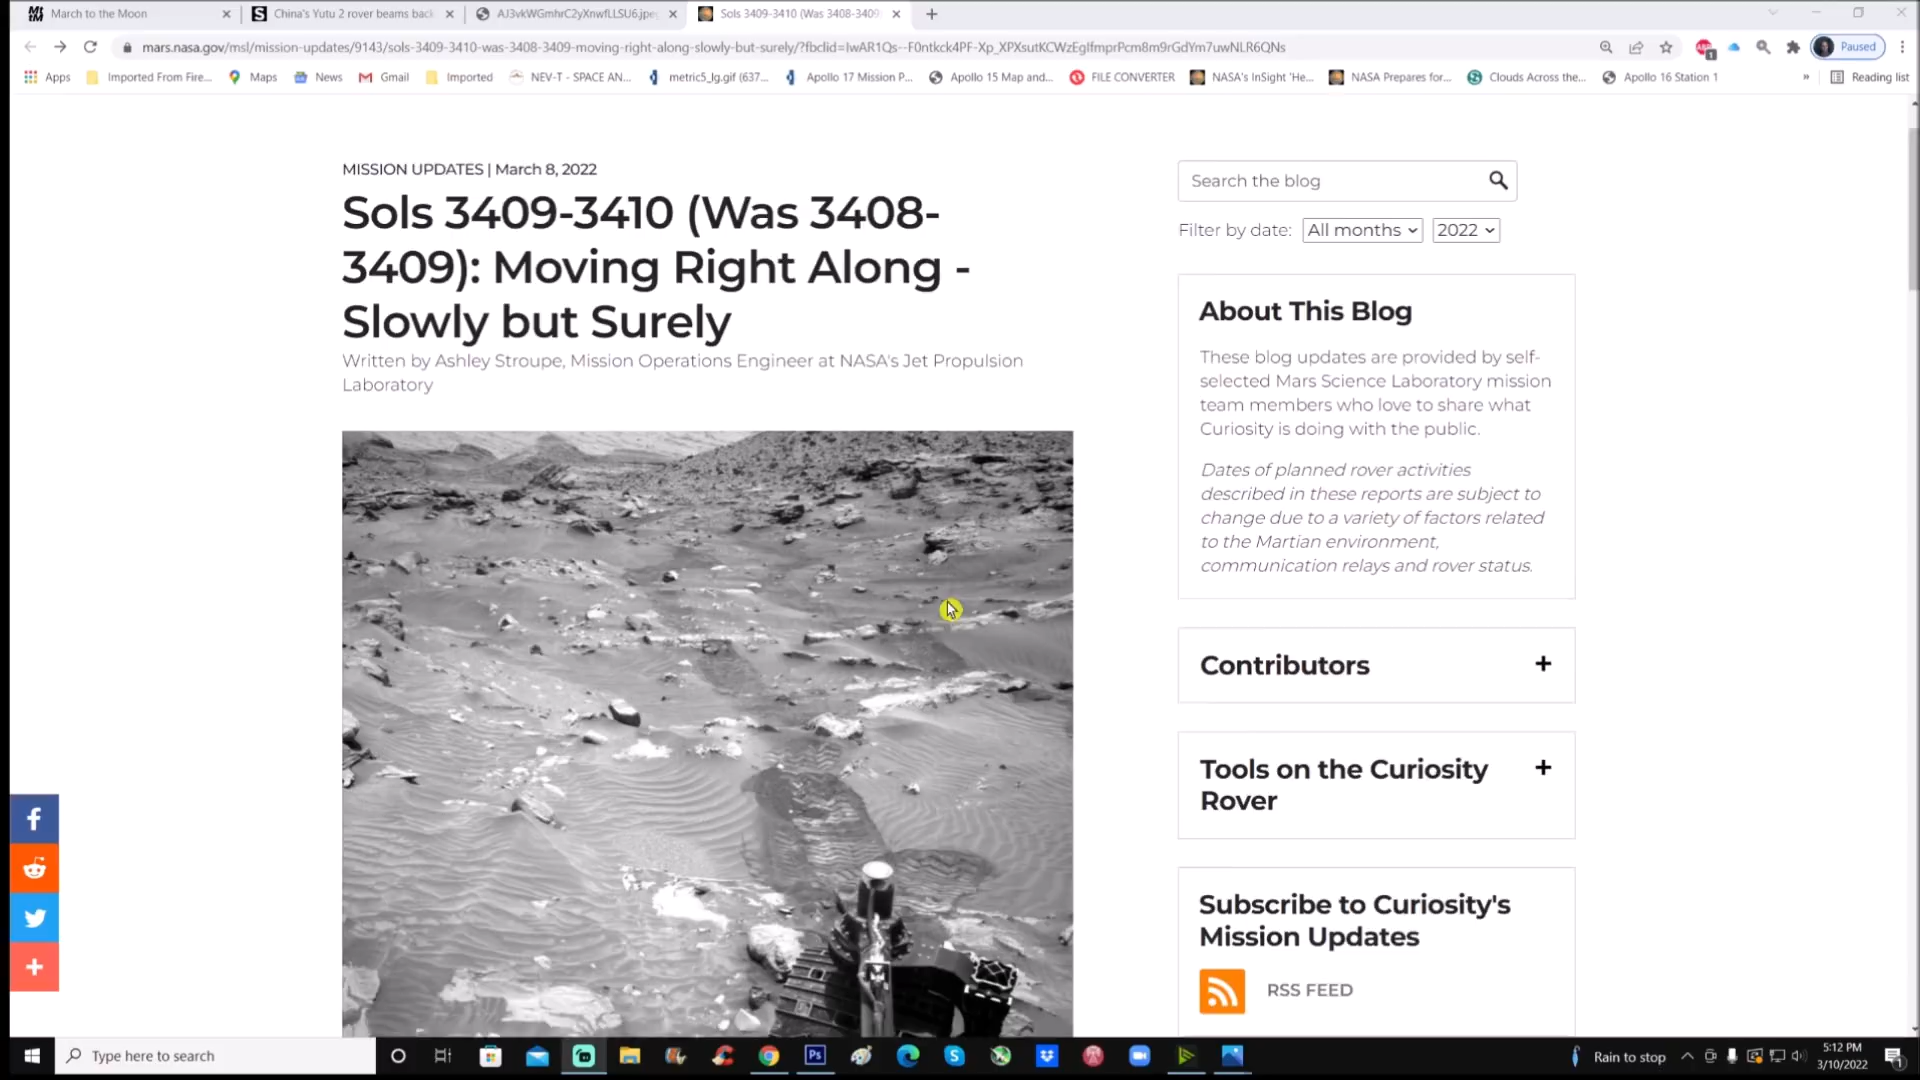 March to the Moon
China's Yutu 2 rover beams back
AJ3vkWGmhrC2yXnwfLLSU6.jpeg
Sols 3409-3410 (Was 3408-3409)
mars.nasa.gov/msl/mission-updates/9143/sols-3409-3410-was-3408-3409-moving-right-along-slowly-but-surely/?fbclid=IwAR1Qs--F0ntkck4PF-Xp_XPXsutKCWzEgIfmprPcm8m9rGdYm7uwNLR6QNs
Paused
Apps
Imported From Fire...
Maps
News
Gmail
Imported
NEV-T - SPACE AN...
metric5_lg.gif (637...
Apollo 17 Mission P...
Apollo 15 Map and...
FILE CONVERTER
NASA's InSight 'He...
NASA Prepares for...
Clouds Across the...
Apollo 16 Station 1
»
Reading list
MISSION UPDATES | March 8, 2022
Sols 3409-3410 (Was 3408-
3409): Moving Right Along -
Slowly but Surely
Written by Ashley Stroupe, Mission Operations Engineer at NASA's Jet Propulsion
Laboratory
Search the blog
Filter by date: All months 2022
About This Blog
These blog updates are provided by self-
selected Mars Science Laboratory mission
team members who love to share what
Curiosity is doing with the public.
Dates of planned rover activities
described in these reports are subject to
change due to a variety of factors related
to the Martian environment,
communication relays and rover status.
Contributors +
Tools on the Curiosity +
Rover
Subscribe to Curiosity's
Mission Updates
RSS FEED
Type here to search
Ps
Rain to stop
5:12 PM
3/10/2022